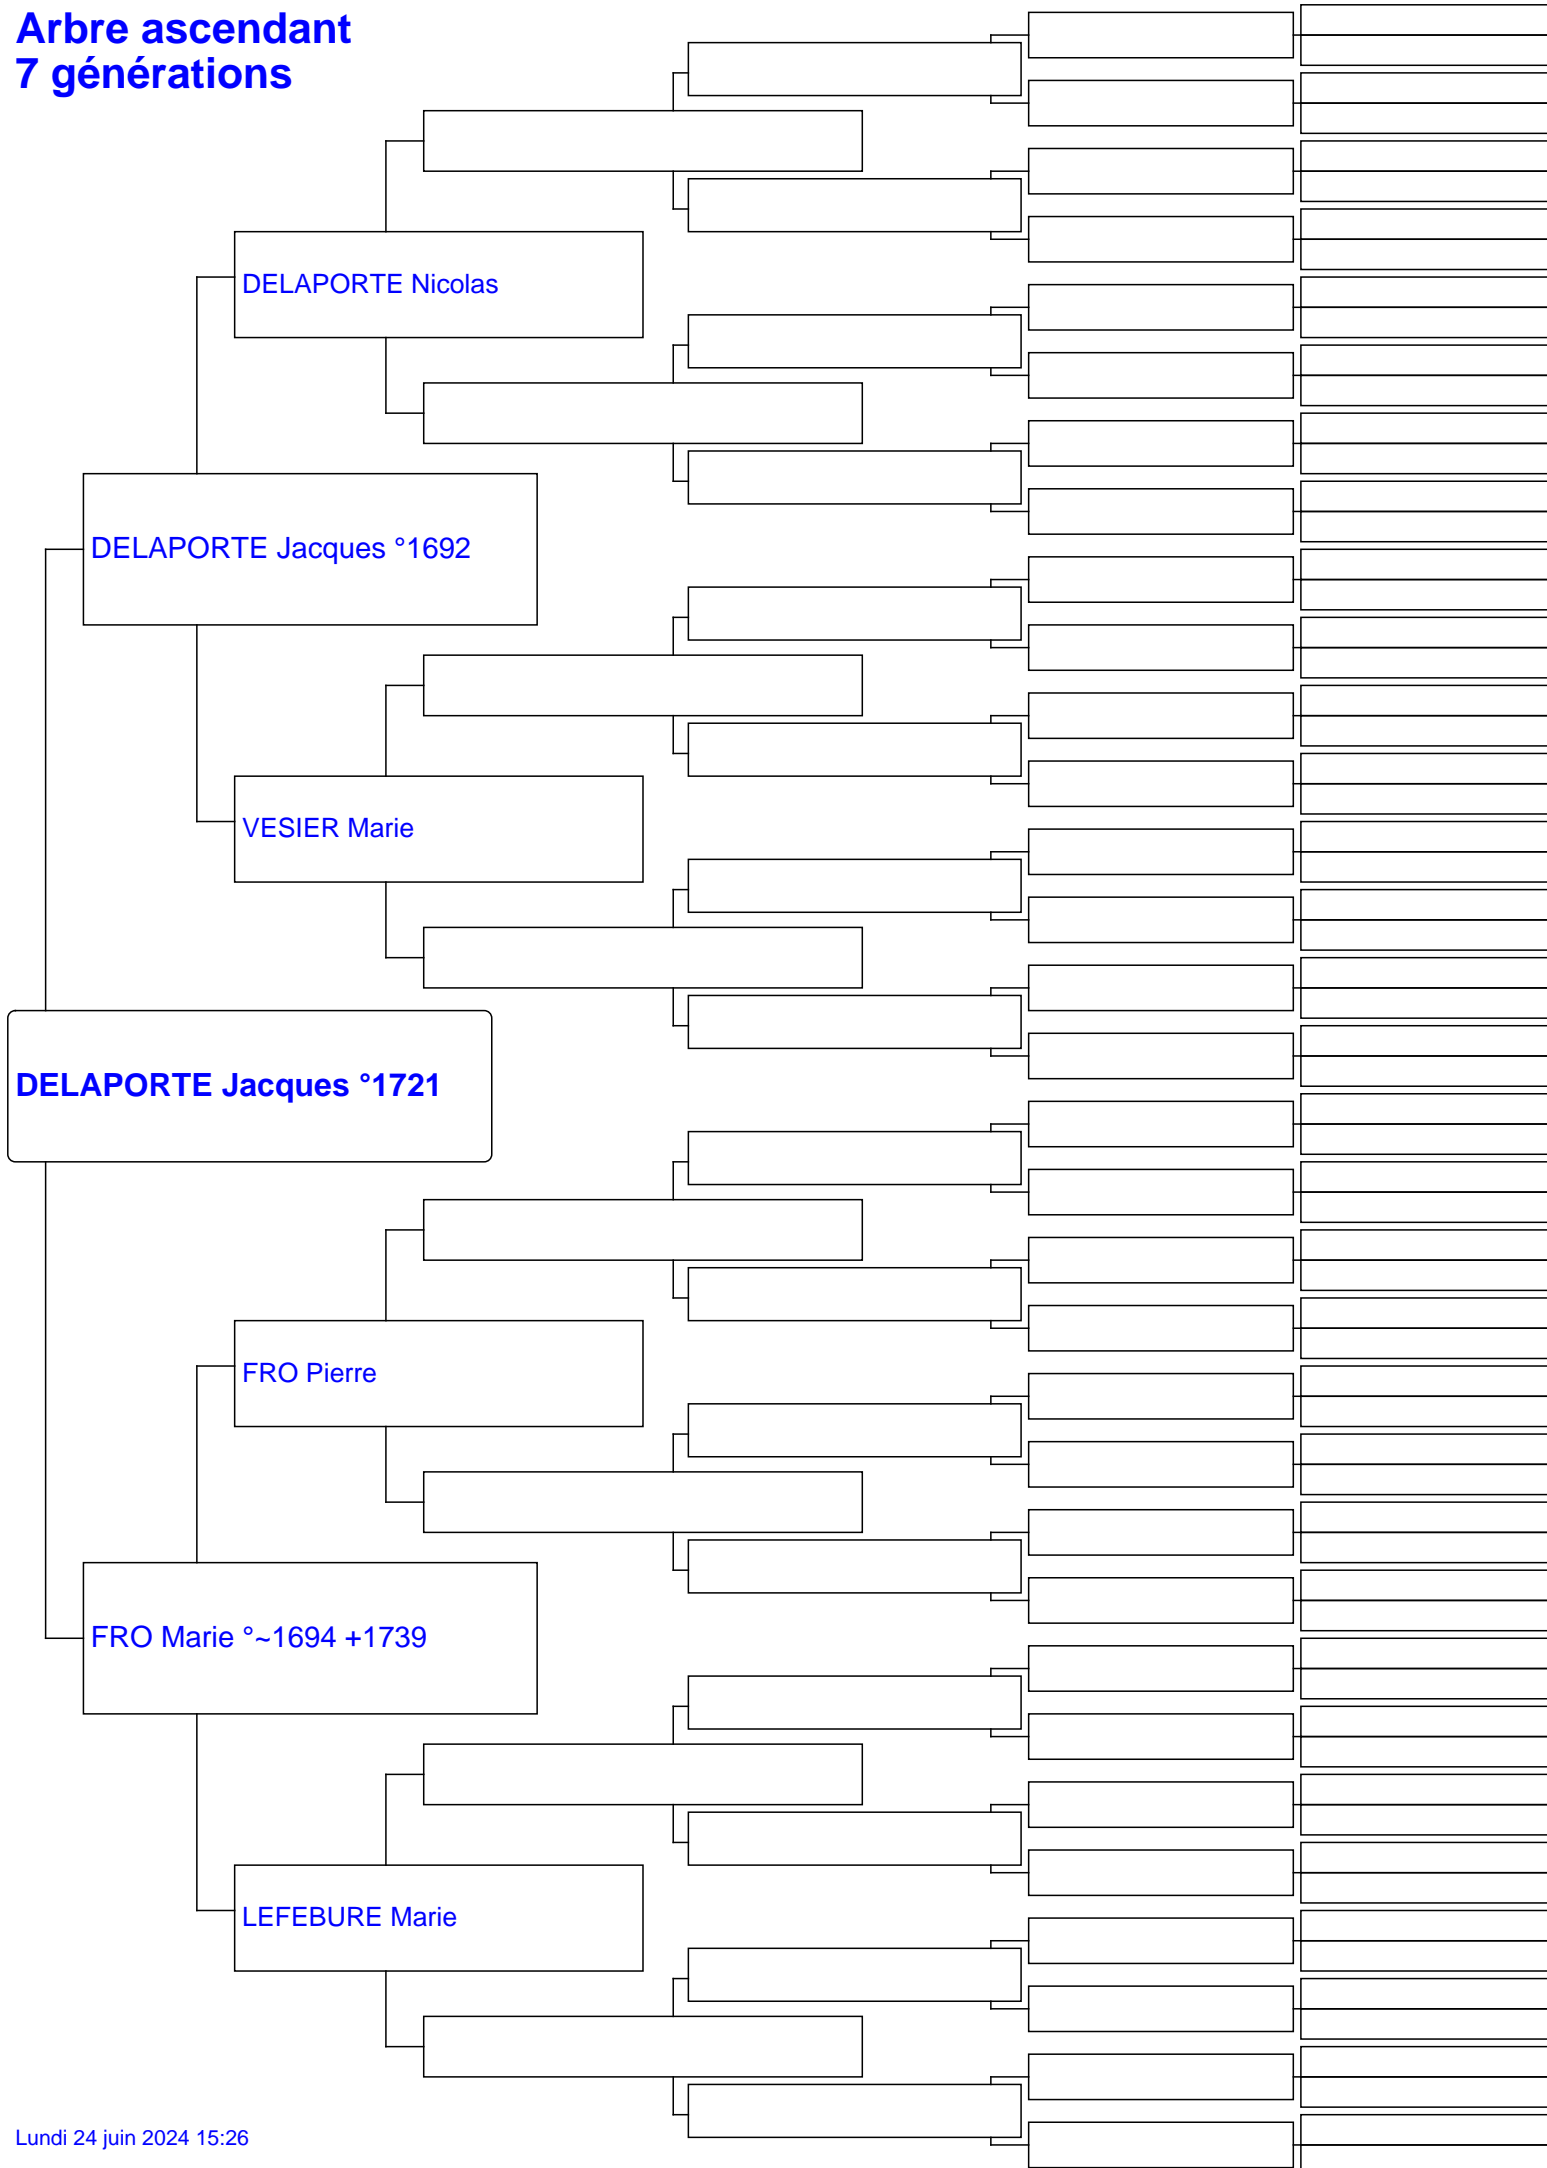 Arbre ascendant
7 générations
DELAPORTE Nicolas
DELAPORTE Jacques °1692
VESIER Marie
DELAPORTE Jacques °1721
FRO Pierre
FRO Marie °~1694 +1739
LEFEBURE Marie
Lundi 24 juin 2024 15:26